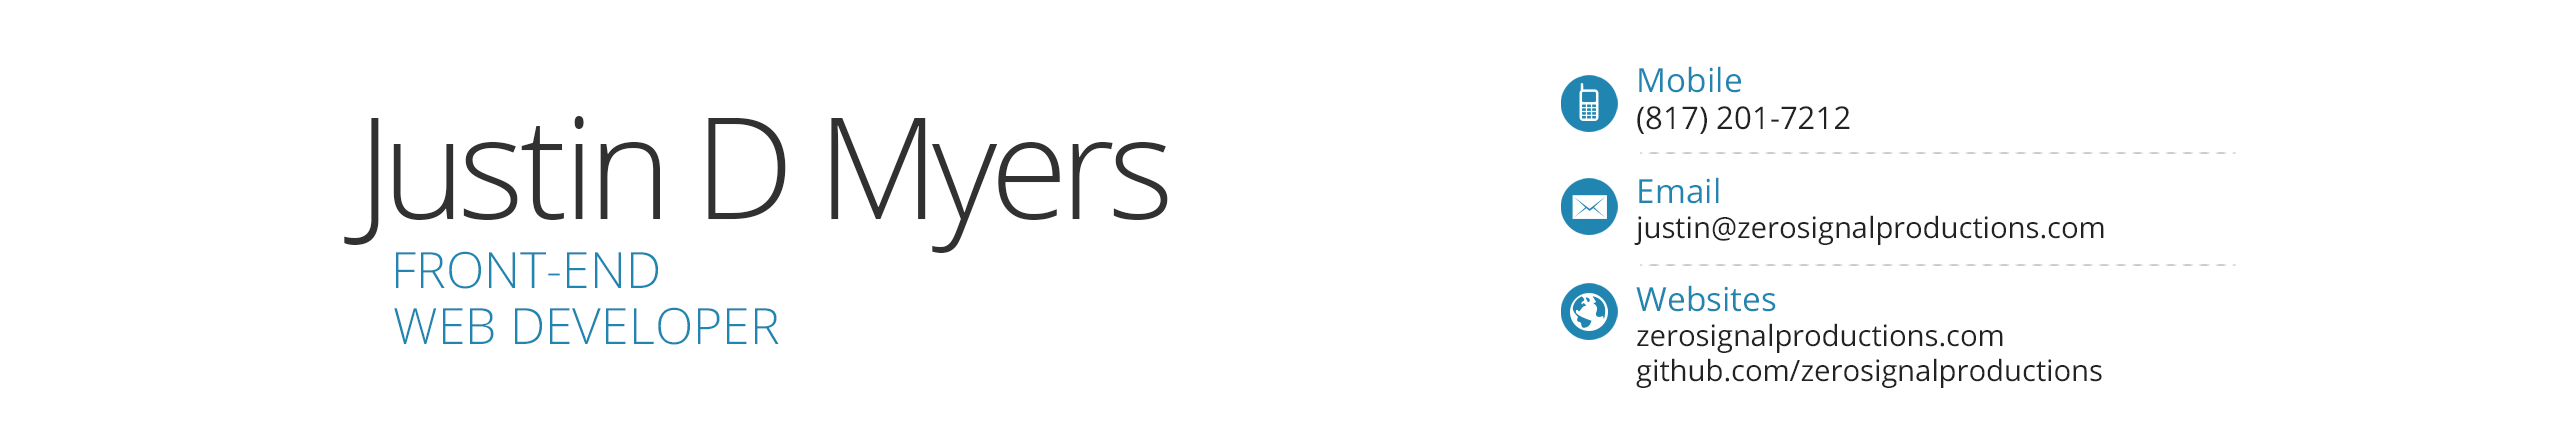 Justin D Myers
FRONT-END
WEB DEVELOPER
Mobile
(817) 201-7212
Email
justin@zerosignalproductions.com
Websites
zerosignalproductions.com
github.com/zerosignalproductions